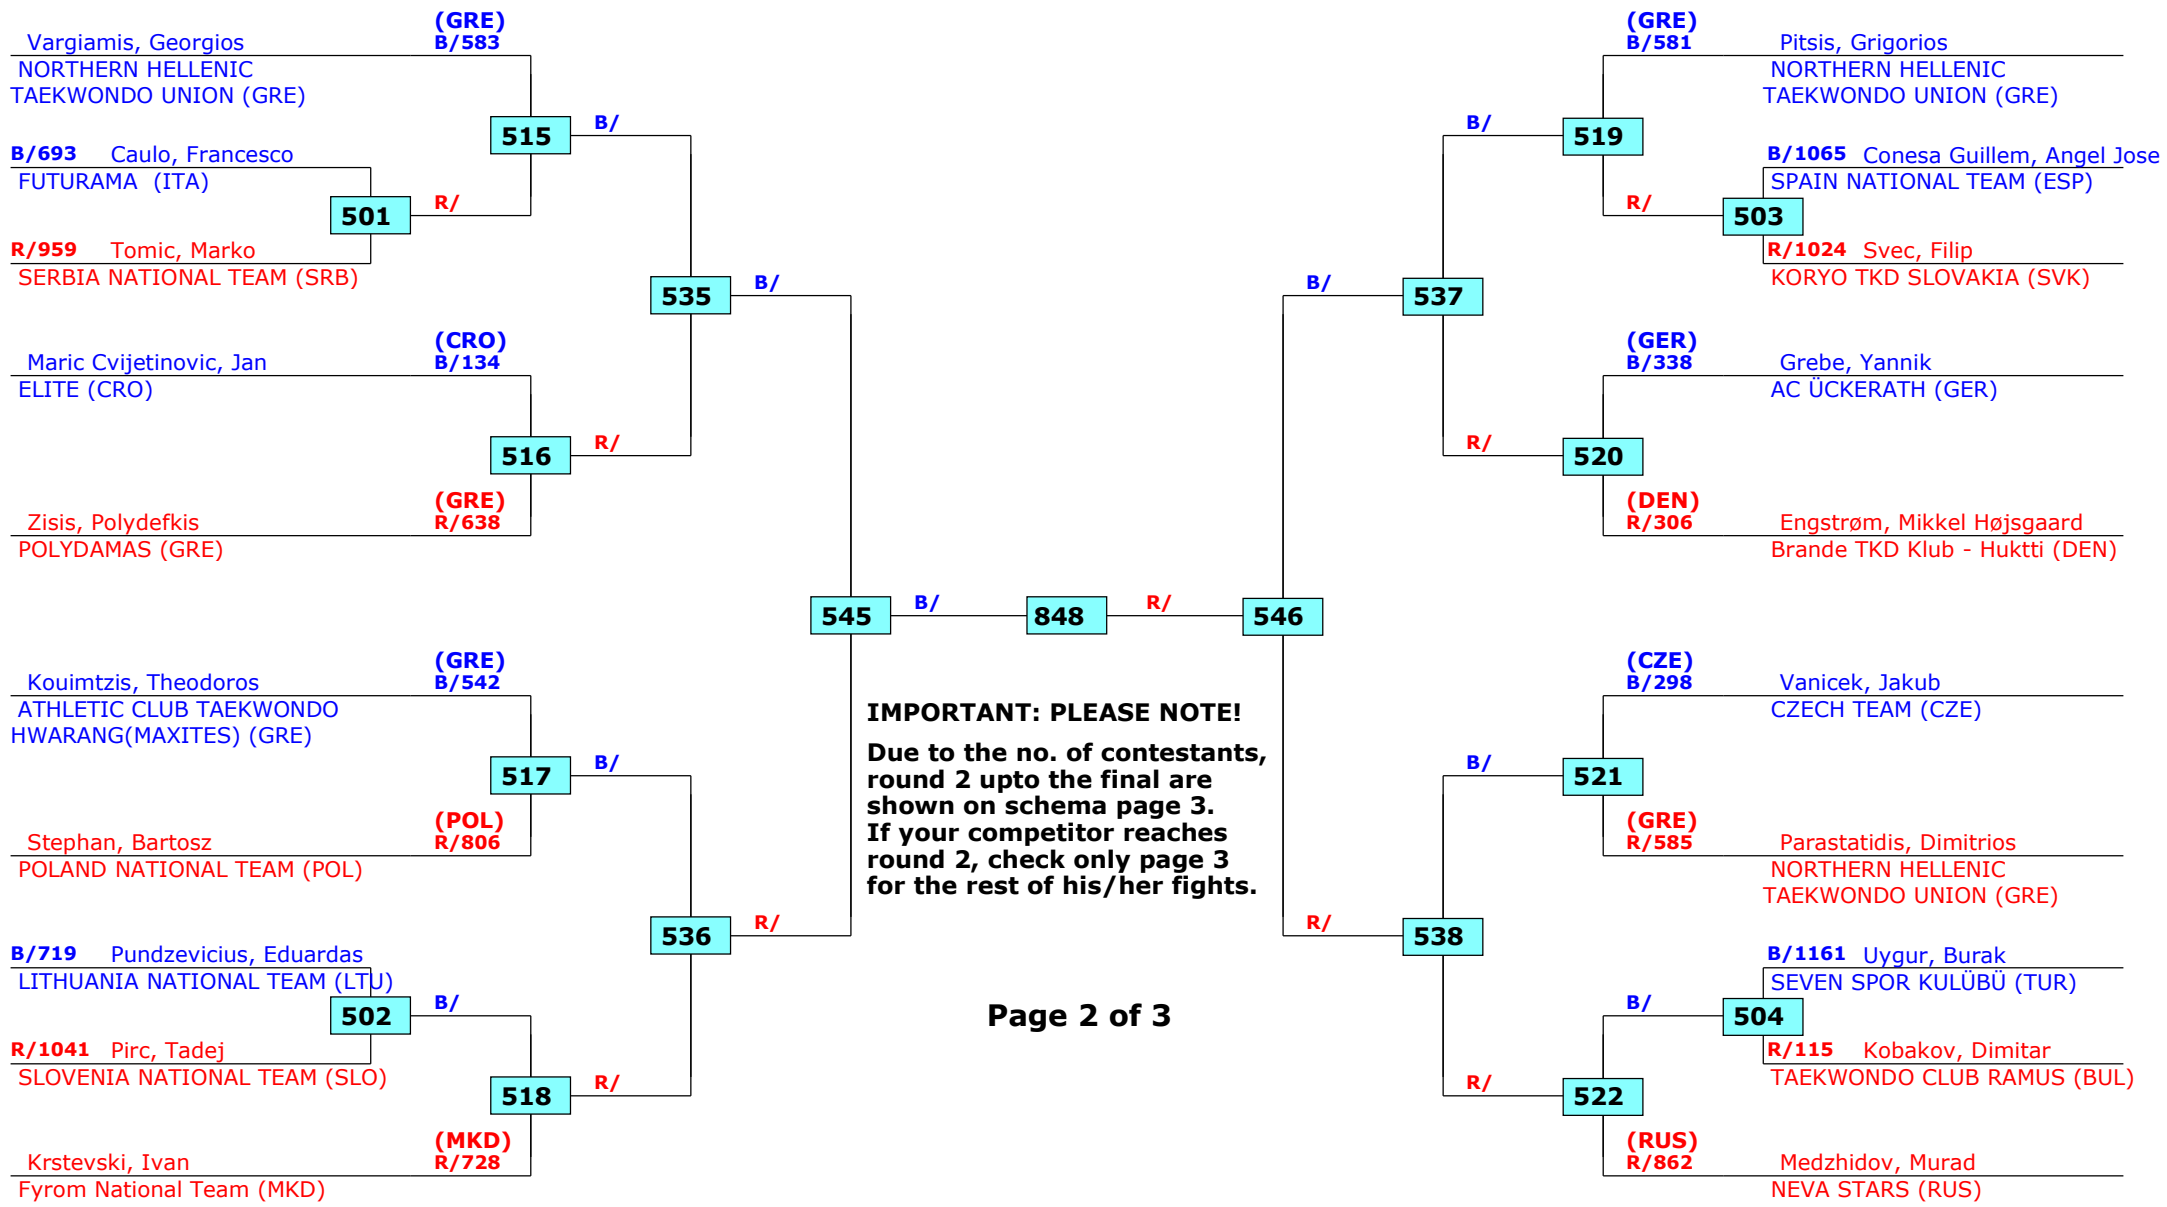 (GRE)
Vargiamis, Georgios B/583
NORTHERN HELLENIC
TAEKWONDO UNION (GRE)
515
B/
B/693 Caulo, Francesco
FUTURAMA (ITA)
501
R/
R/959 Tomic, Marko
SERBIA NATIONAL TEAM (SRB)
535
B/
(CRO)
Maric Cvijetinovic, Jan B/134
ELITE (CRO)
516
R/
(GRE)
Zisis, Polydefkis R/638
POLYDAMAS (GRE)
545
B/
848
R/
546
(GRE)
Kouimtzis, Theodoros B/542
ATHLETIC CLUB TAEKWONDO
HWARANG(MAXITES) (GRE)
517
B/
(POL)
Stephan, Bartosz R/806
POLAND NATIONAL TEAM (POL)
536
R/
B/719 Pundzevicius, Eduardas
LITHUANIA NATIONAL TEAM (LTU)
502
B/
R/1041 Pirc, Tadej
SLOVENIA NATIONAL TEAM (SLO)
518
R/
(MKD)
Krstevski, Ivan R/728
Fyrom National Team (MKD)
IMPORTANT: PLEASE NOTE!
Due to the no. of contestants,
round 2 upto the final are
shown on schema page 3.
If your competitor reaches
round 2, check only page 3
for the rest of his/her fights.
Page 2 of 3
(GRE)
B/581 Pitsis, Grigorios
NORTHERN HELLENIC
TAEKWONDO UNION (GRE)
B/
519
B/1065 Conesa Guillem, Angel Jose
SPAIN NATIONAL TEAM (ESP)
R/
503
R/1024 Svec, Filip
KORYO TKD SLOVAKIA (SVK)
B/
537
(GER)
B/338 Grebe, Yannik
AC ÜCKERATH (GER)
R/
520
(DEN)
R/306 Engstrøm, Mikkel Højsgaard
Brande TKD Klub - Huktti (DEN)
(CZE)
B/298 Vanicek, Jakub
CZECH TEAM (CZE)
B/
521
(GRE)
R/585 Parastatidis, Dimitrios
NORTHERN HELLENIC
TAEKWONDO UNION (GRE)
R/
538
B/1161 Uygur, Burak
SEVEN SPOR KULÜBÜ (TUR)
B/
504
R/115 Kobakov, Dimitar
TAEKWONDO CLUB RAMUS (BUL)
R/
522
(RUS)
R/862 Medzhidov, Murad
NEVA STARS (RUS)